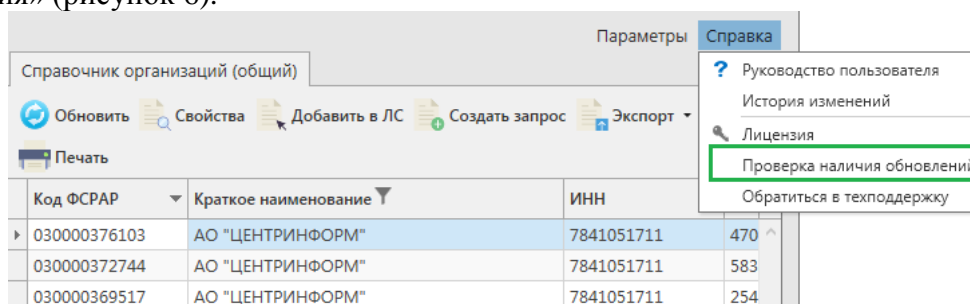 (рисунок 6).
Параметры Справка
Справочник организаций (общий)
? Руководство пользователя
История изменений
Обновить Свойства Добавить в ЛС Создать запрос Экспорт
Лицензия
Печать
Проверка наличия обновлений
Обратиться в техподдержку
Код ФСРАР Краткое наименование ИНН
030000376103 АО "ЦЕНТРИНФОРМ" 7841051711 470
030000372744 АО "ЦЕНТРИНФОРМ" 7841051711 583
030000369517 АО "ЦЕНТРИНФОРМ" 7841051711 254